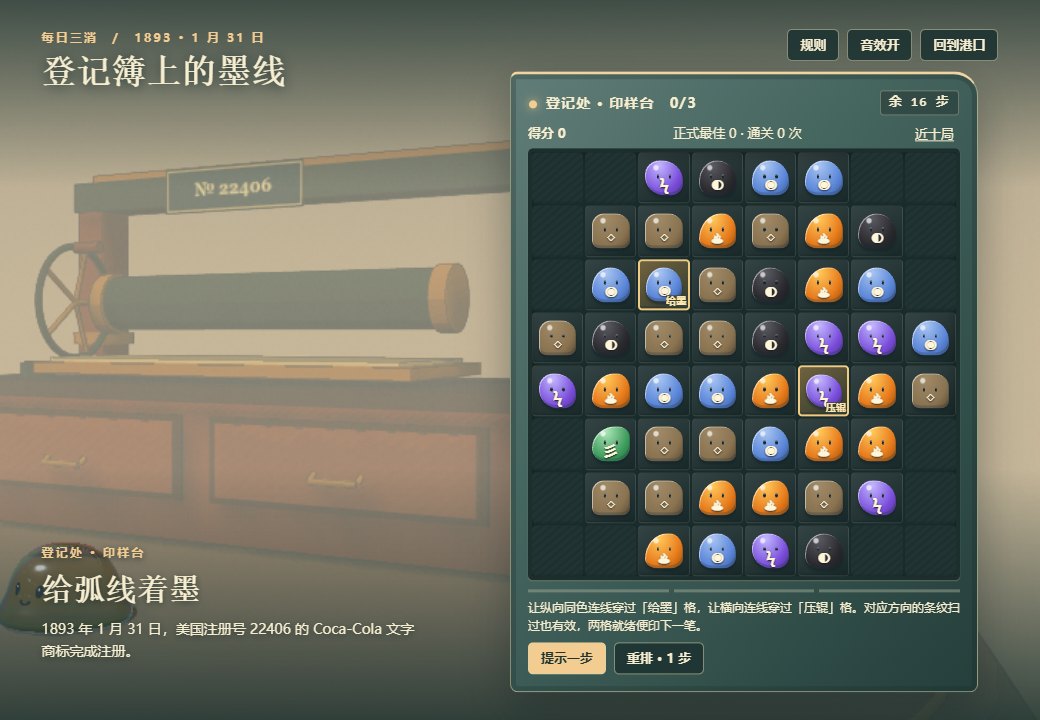 每日三消 / 1893 · 1 月 31 日
登记簿上的墨线
规则 音效开 回到港口
登记处 · 印样台 0/3 余 16 步
得分 0 正式最佳 0 · 通关 0 次 近十局
№ 22406
给墨
压辊
登记处 · 印样台
给弧线着墨
1893 年 1 月 31 日，美国注册号 22406 的 Coca-Cola 文字
商标完成注册。
让纵向同色连线穿过「给墨」格，让横向连线穿过「压辊」格。对应方向的条纹扫
过也有效，两格就绪便印下一笔。
提示一步 重排 · 1 步